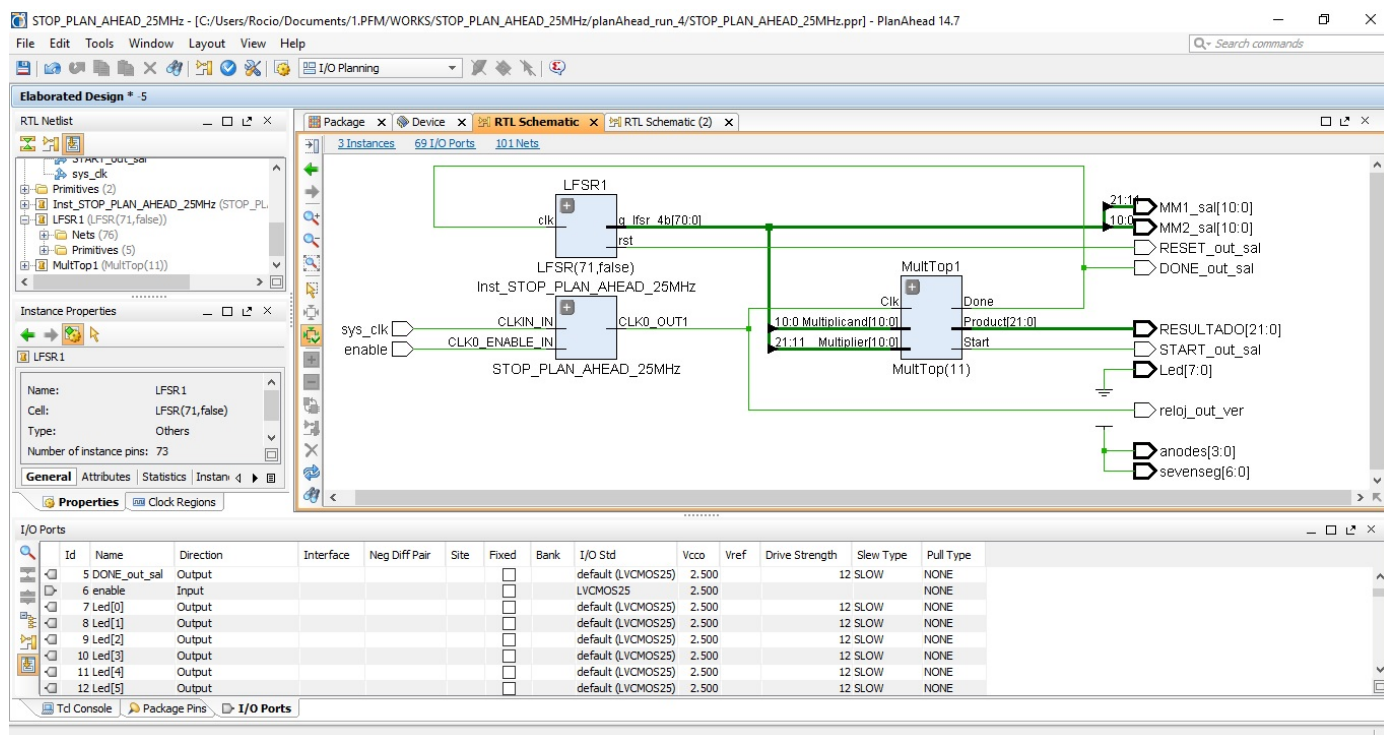 STOP_PLAN_AHEAD_25MHz - [C:/Users/Rocio/Documents/1.PFM/WORKS/STOP_PLAN_AHEAD_25MHz/planAhead_run_4/STOP_PLAN_AHEAD_25MHz.ppr] - PlanAhead 14.7
File Edit Tools Window Layout View Help
Search commands
I/O Planning
Elaborated Design * -5
RTL Netlist
START_out_sal
sys_clk
Primitives (2)
Inst_STOP_PLAN_AHEAD_25MHz (STOP_PL
LFSR1 (LFSR(71,false))
Nets (76)
Primitives (5)
MultTop1 (MultTop(11))
Instance Properties
LFSR1
Name: LFSR1
Cell: LFSR(71,false)
Type: Others
Number of instance pins: 73
General Attributes Statistics Instan
Properties Clock Regions
Package Device RTL Schematic RTL Schematic (2)
3 Instances 69 I/O Ports 101 Nets
LFSR1
clk q_lfsr_4b[70:0]
rst
LFSR(71,false)
Inst_STOP_PLAN_AHEAD_25MHz
sys_clk CLKIN_IN CLK0_OUT1
enable CLK0_ENABLE_IN
STOP_PLAN_AHEAD_25MHz
MultTop1
Clk Done
10:0 Multiplicand[10:0] Product[21:0]
21:11 Multiplier[10:0] Start
MultTop(11)
21:11 MM1_sal[10:0]
10:0 MM2_sal[10:0]
RESET_out_sal
DONE_out_sal
RESULTADO[21:0]
START_out_sal
Led[7:0]
reloj_out_ver
anodes[3:0]
sevenseg[6:0]
I/O Ports
Id Name Direction Interface Neg Diff Pair Site Fixed Bank I/O Std Vcco Vref Drive Strength Slew Type Pull Type
5 DONE_out_sal Output default (LVCMOS25) 2.500 12 SLOW NONE
6 enable Input LVCMOS25 2.500 NONE
7 Led[0] Output default (LVCMOS25) 2.500 12 SLOW NONE
8 Led[1] Output default (LVCMOS25) 2.500 12 SLOW NONE
9 Led[2] Output default (LVCMOS25) 2.500 12 SLOW NONE
10 Led[3] Output default (LVCMOS25) 2.500 12 SLOW NONE
11 Led[4] Output default (LVCMOS25) 2.500 12 SLOW NONE
12 Led[5] Output default (LVCMOS25) 2.500 12 SLOW NONE
Tcl Console Package Pins I/O Ports